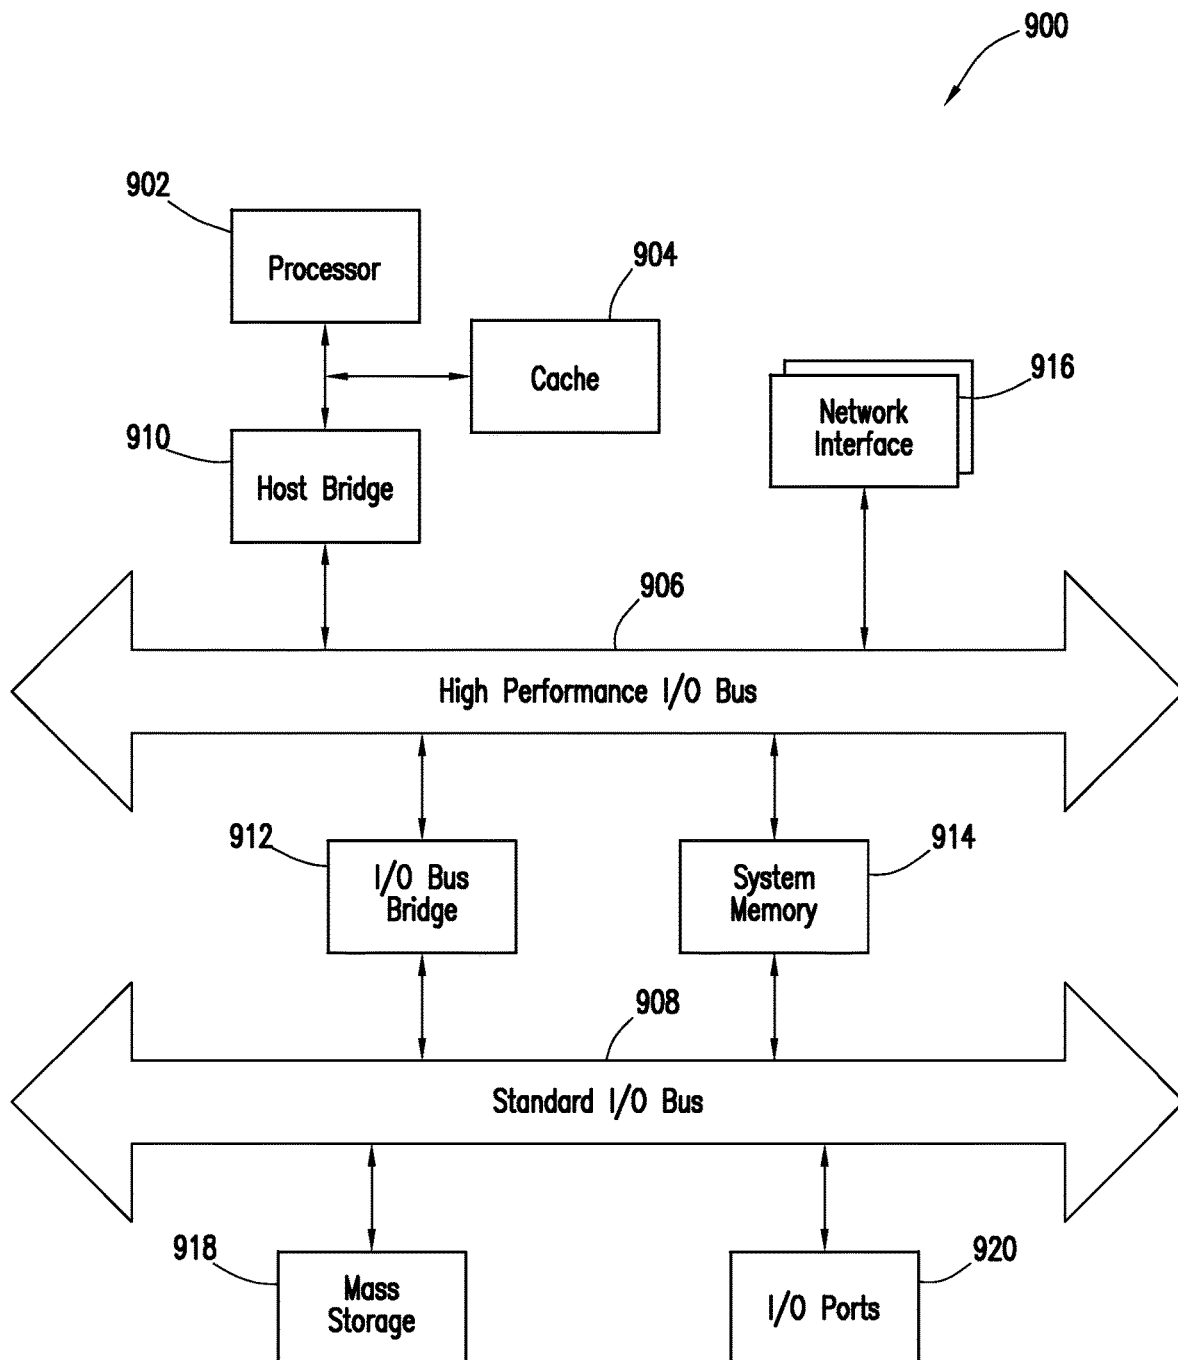 900
902
Processor
904
Cache
916
Network
Interface
910
Host Bridge
906
High Performance I/O Bus
912
I/O Bus
Bridge
914
System
Memory
908
Standard I/O Bus
918
Mass
Storage
920
I/O Ports